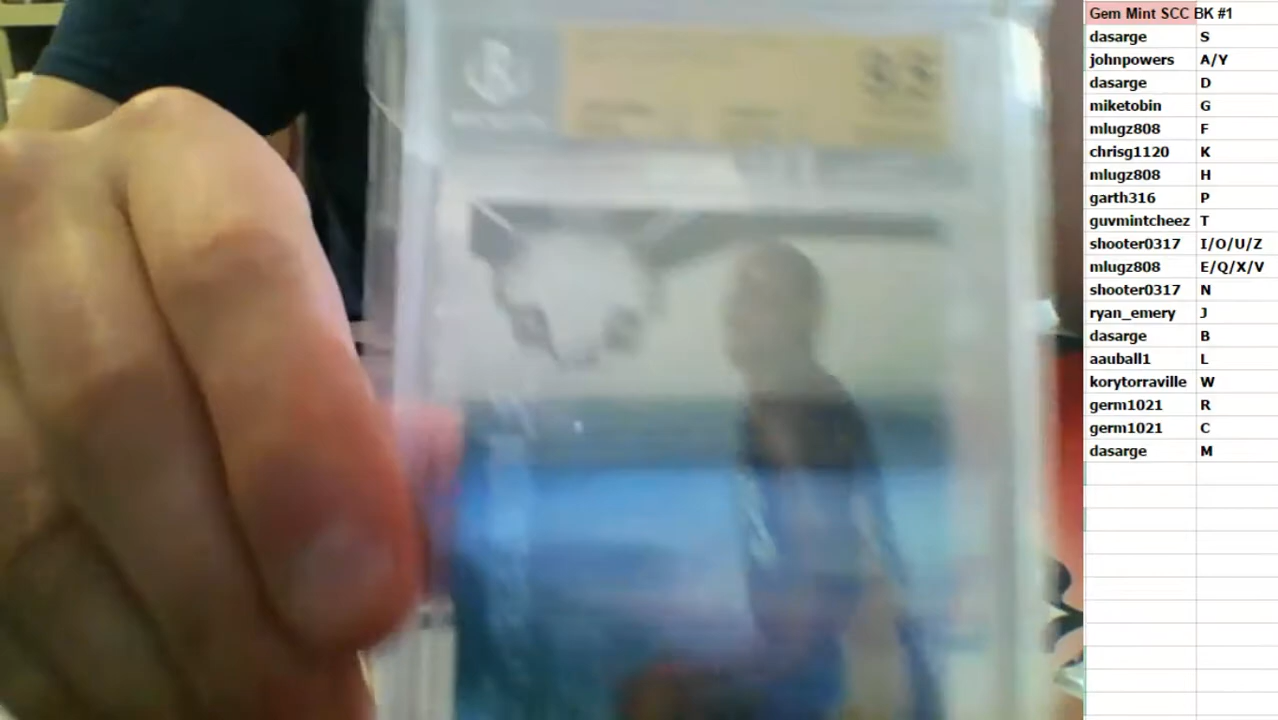 Gem Mint SCC BK #1
dasarge S
johnpowers A/Y
dasarge D
miketobin G
mlugz808 F
chrisg1120 K
mlugz808 H
garth316 P
guvmintcheez T
shooter0317 I/O/U/Z
mlugz808 E/Q/X/V
shooter0317 N
ryan_emery J
dasarge B
aauball1 L
korytorraville W
germ1021 R
germ1021 C
dasarge M